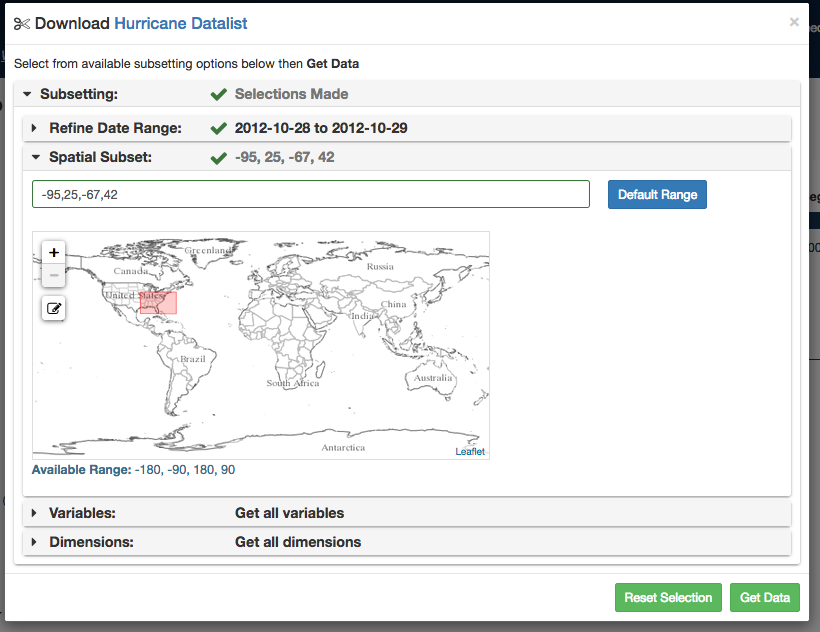 Download Hurricane Datalist ×
Select from available subsetting options below then Get Data
Subsetting: Selections Made
Refine Date Range: 2012-10-28 to 2012-10-29
Spatial Subset: -95, 25, -67, 42
-95,25,-67,42 Default Range
+
−
Greenland
Canada
Russia
United States
China
India
Brazil
South Africa
Australia
Antarctica
Leaflet
Available Range: -180, -90, 180, 90
Variables: Get all variables
Dimensions: Get all dimensions
Reset Selection Get Data